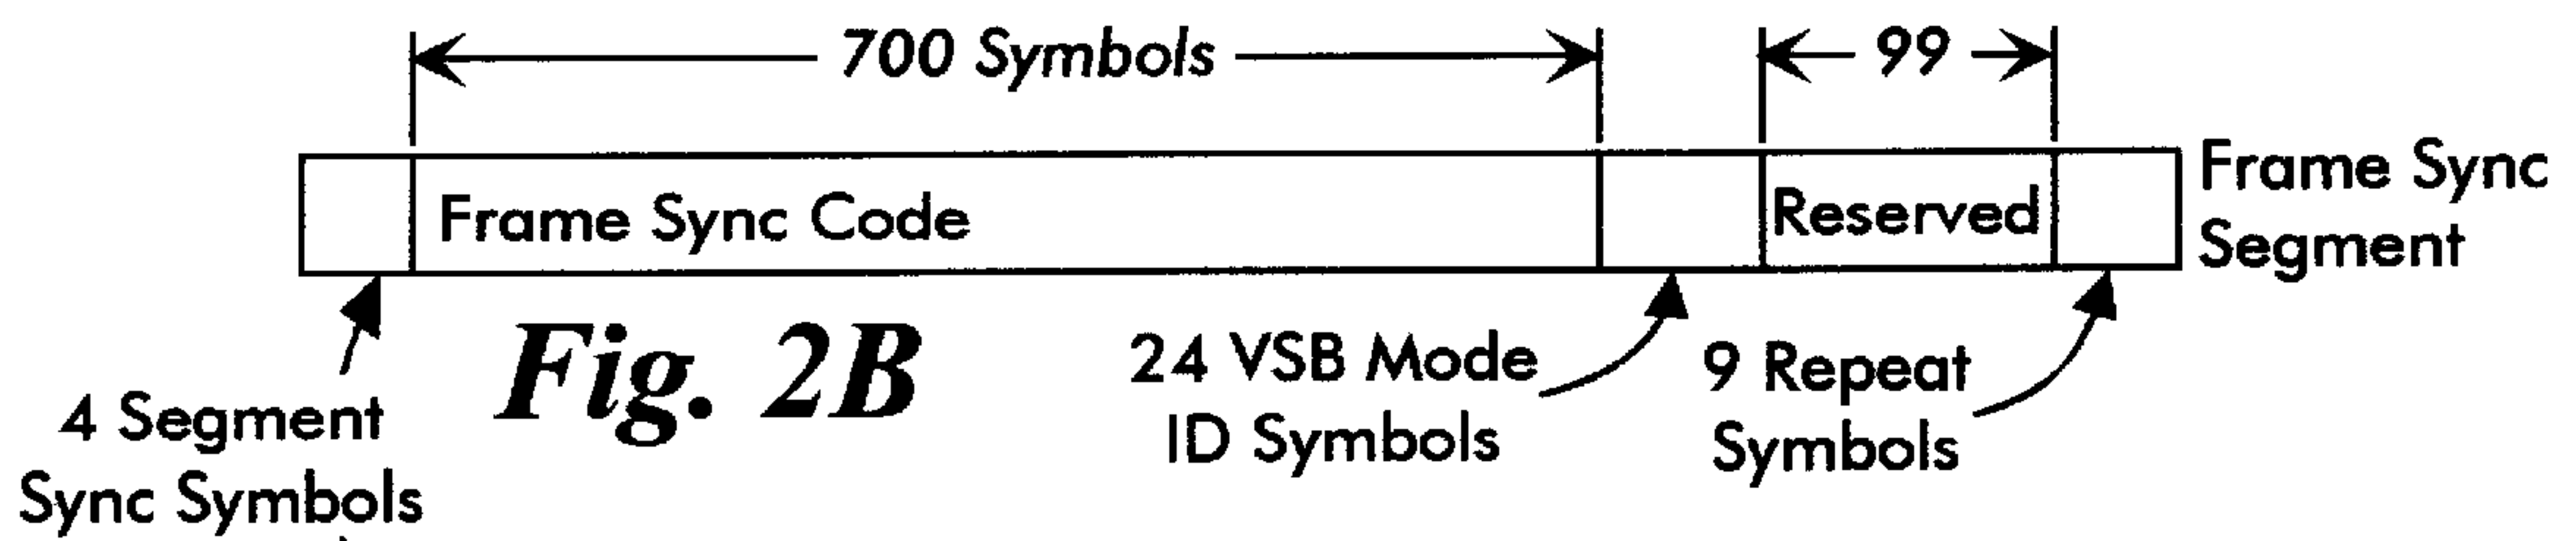 700 Symbols
99
Frame Sync Code
Reserved
Frame Sync
Segment
4 Segment
Sync Symbols
Fig. 2B
24 VSB Mode
ID Symbols
9 Repeat
Symbols